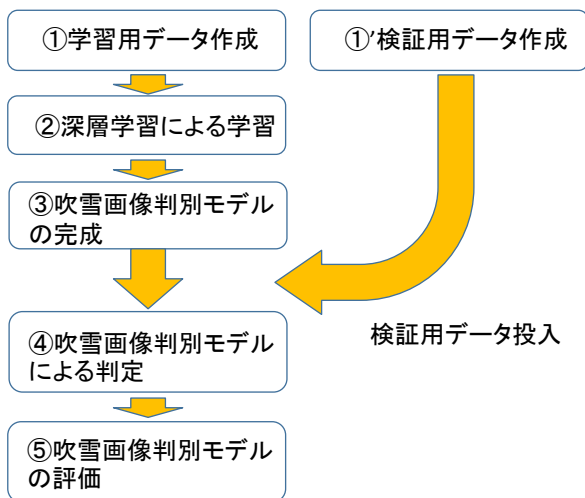 ①学習用データ作成
①’検証用データ作成
②深層学習による学習
③吹雪画像判別モデル
の完成
検証用データ投入
④吹雪画像判別モデル
による判定
⑤吹雪画像判別モデル
の評価